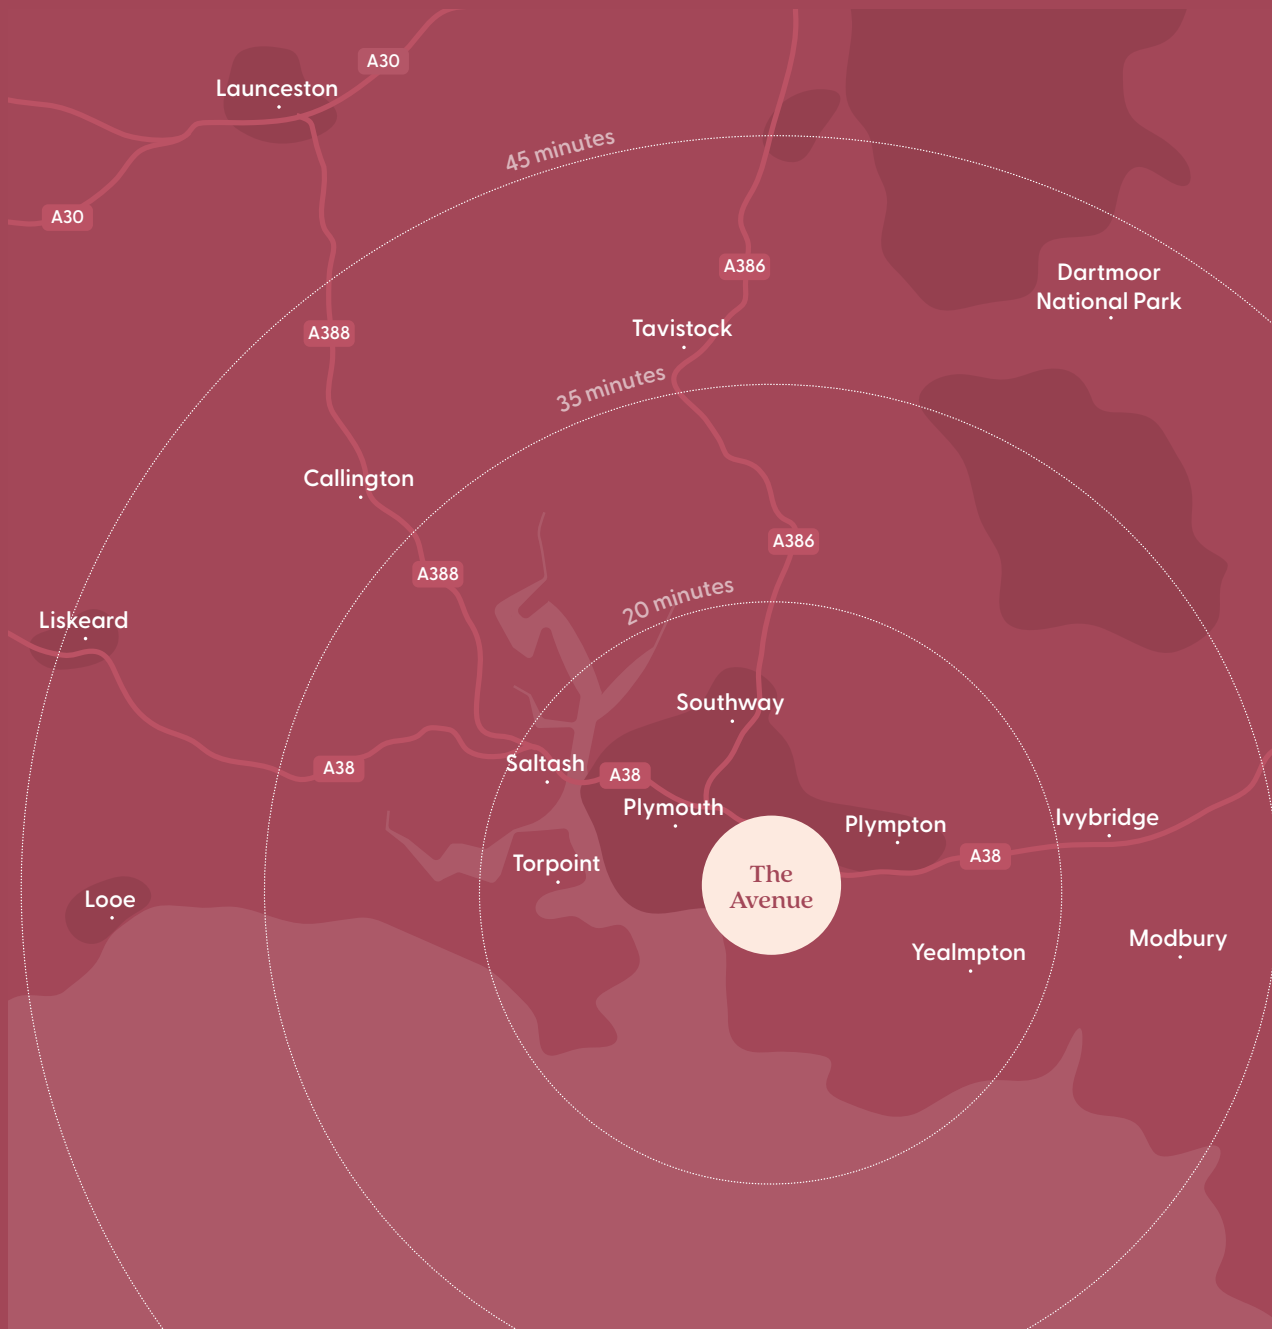 A30
Launceston
45 minutes
A30
A386
Dartmoor
National Park
Tavistock
A388
35 minutes
Callington
A386
A388
20 minutes
Liskeard
Southway
Saltash
A38
A38
Plymouth
Ivybridge
Plympton
A38
Torpoint
The
Avenue
Looe
Modbury
Yealmpton